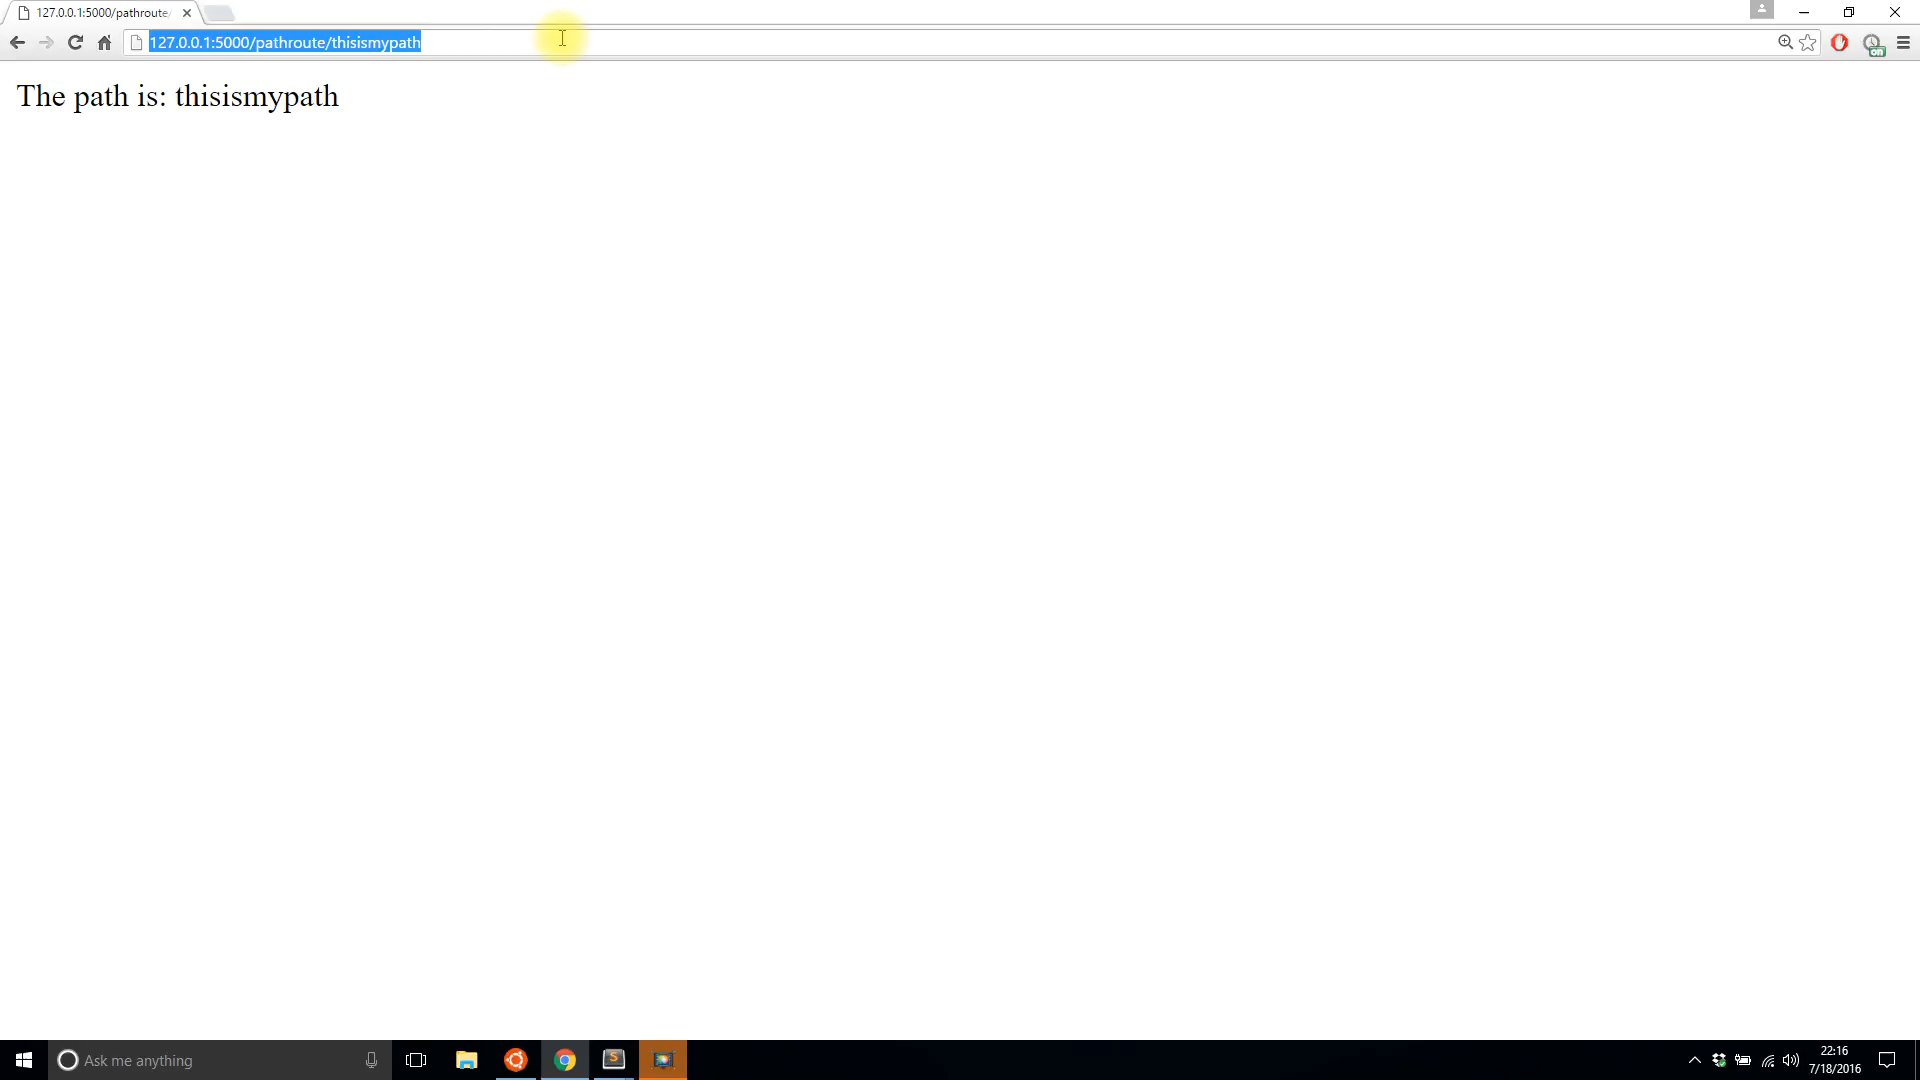 127.0.0.1:5000/pathroute/
127.0.0.1:5000/pathroute/thisismypath
on
The path is: thisismypath
Ask me anything
S
22:16
7/18/2016